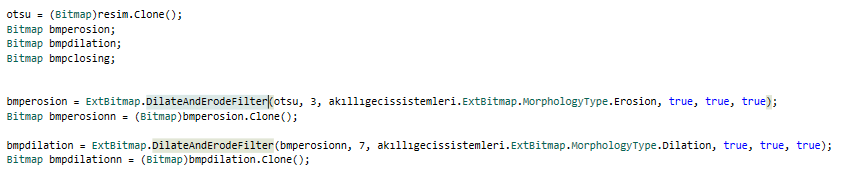 otsu = (Bitmap)resim.Clone();
Bitmap bmperosion;
Bitmap bmpdilation;
Bitmap bmpclosing;
bmperosion = ExtBitmap.DilateAndErodeFilter(otsu, 3, akıllıgecissistemleri.ExtBitmap.MorphologyType.Erosion, true, true, true);
Bitmap bmperosionn = (Bitmap)bmperosion.Clone();
bmpdilation = ExtBitmap.DilateAndErodeFilter(bmperosionn, 7, akıllıgecissistemleri.ExtBitmap.MorphologyType.Dilation, true, true, true);
Bitmap bmpdilationn = (Bitmap)bmpdilation.Clone();